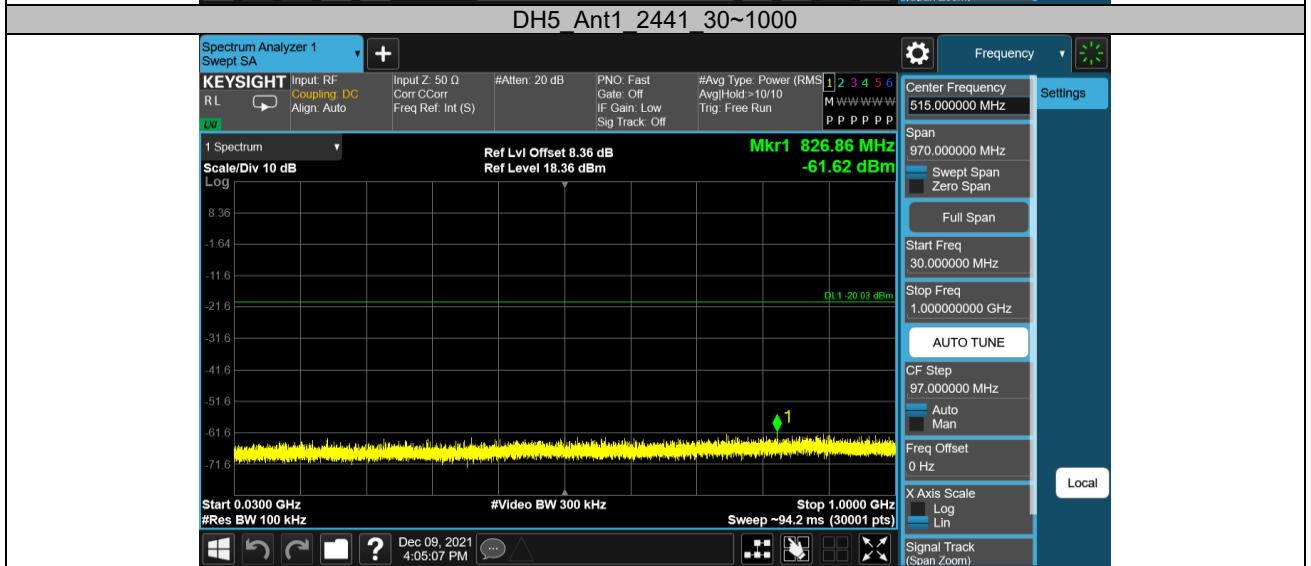 DH5_Ant1_2441_30~1000
Spectrum Analyzer 1
Swept SA
Frequency
KEYSIGHT
R L
LXI
Input: RF
Coupling: DC
Align: Auto
Input Z: 50 Ω
Corr CCorr
Freq Ref: Int (S)
#Atten: 20 dB
PNO: Fast
Gate: Off
IF Gain: Low
Sig Track: Off
#Avg Type: Power (RMS
Avg|Hold:>10/10
Trig: Free Run
1 2 3 4 5 6
M W W W W W
P P P P P P
1 Spectrum
Scale/Div 10 dB
Log
Ref Lvl Offset 8.36 dB
Ref Level 18.36 dBm
Mkr1 826.86 MHz
-61.62 dBm
8.36
-1.64
-11.6
-21.6
-31.6
-41.6
-51.6
-61.6
-71.6
DL1 -20.03 dBm
1
Start 0.0300 GHz
#Res BW 100 kHz
#Video BW 300 kHz
Stop 1.0000 GHz
Sweep ~94.2 ms (30001 pts)
Dec 09, 2021
4:05:07 PM
Center Frequency
515.000000 MHz
Span
970.000000 MHz
Swept Span
Zero Span
Full Span
Start Freq
30.000000 MHz
Stop Freq
1.000000000 GHz
AUTO TUNE
CF Step
97.000000 MHz
Auto
Man
Freq Offset
0 Hz
X Axis Scale
Log
Lin
Signal Track
(Span Zoom)
Settings
Local